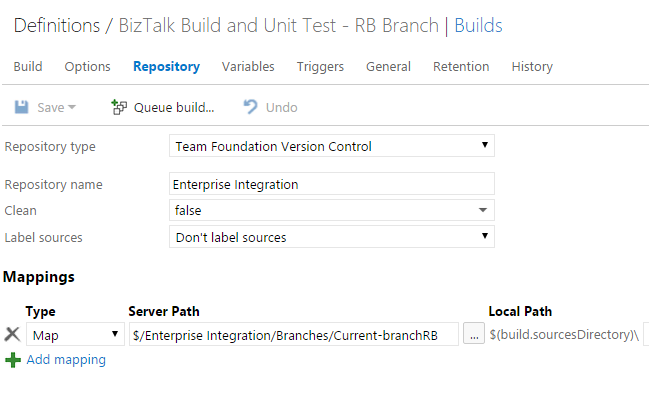 Definitions / BizTalk Build and Unit Test - RB Branch | Builds
Build Options Repository Variables Triggers General Retention History
Save Queue build... Undo
Repository type Team Foundation Version Control
Repository name Enterprise Integration
Clean false
Label sources Don't label sources
Mappings
Type Server Path Local Path
Map $/Enterprise Integration/Branches/Current-branchRB ... $(build.sourcesDirectory)\
Add mapping